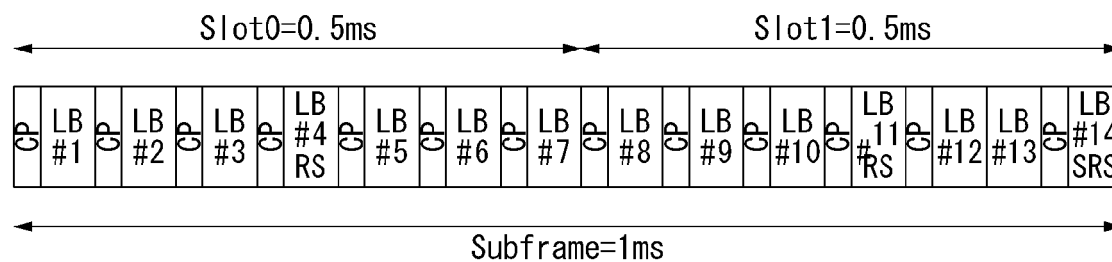 Slot0=0.5ms
Slot1=0.5ms
CP
LB
#1
CP
LB
#2
CP
LB
#3
CP
LB
#4
RS
CP
LB
#5
CP
LB
#6
CP
LB
#7
CP
LB
#8
CP
LB
#9
CP
LB
#10
CP
LB
#11
RS
CP
LB
#12
LB
#13
CP
LB
#14
SRS
Subframe=1ms